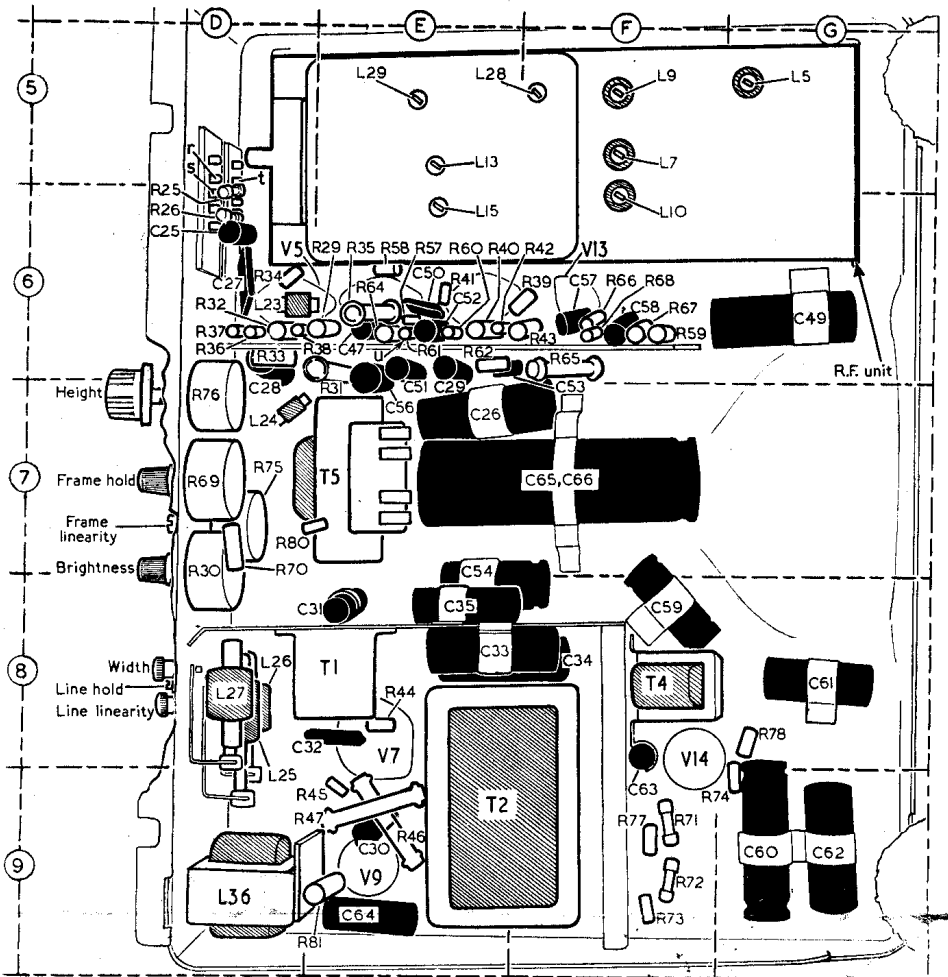 D E F G
5
L29 L28 L9 L5
L13 L7
r
s t
R25
L15 L10
R26
C25
V5 R29 R35 R58 R57 R60 R40 R42 V13
6
C27 R34 R64 C50 R41 R39 C57 R66 R68
R32 L23 C52 C58 R67 C49
R37 R43 R59
R36 R38 C47 u C61 R62 R65
R33 R.F. unit
C28 R31 C51 C29 C53
Height R76 C56
L24 C26
7
R75
Frame hold R69 T5 C65,C66
Frame
linearity
R80
Brightness R30 R70
C54
C31 C35 C59
8
C33 C34
Width L26 T1
Line hold L27 T4 C61
Line linearity R44
C32 V7 R78
L25 C63 V14
R45 R74
R47 T2 R77 R71
R46
9
C30 C60 C62
V9 R72
L36 R73
C64
R81